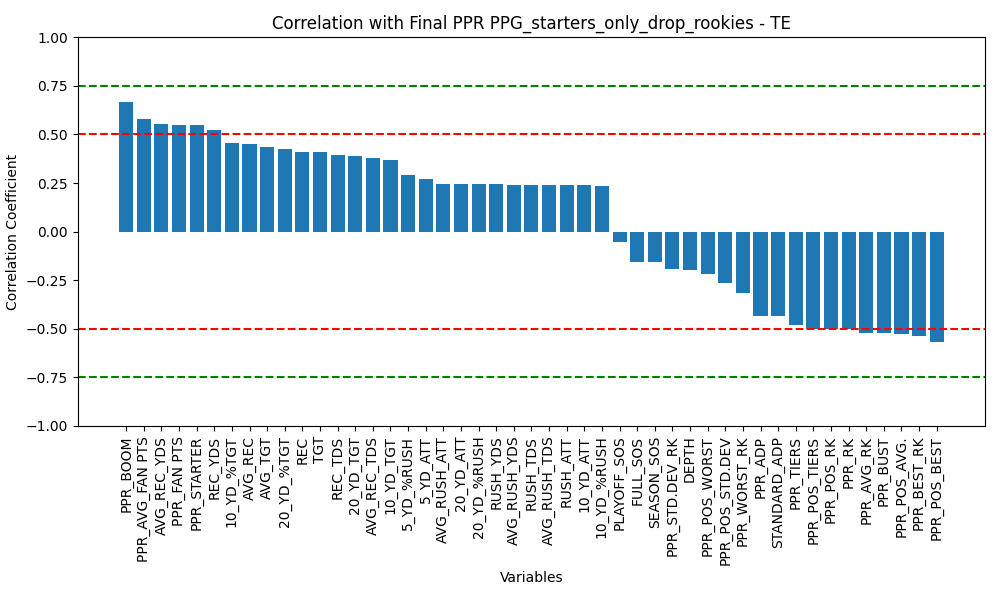 Correlation with Final PPR PPG_starters_only_drop_rookies - TE
1.00
0.75
0.50
0.25
0.00
−0.25
−0.50
−0.75
−1.00
Correlation Coefficient
PPR_BOOM
PPR_AVG_FAN PTS
AVG_REC_YDS
PPR_FAN PTS
PPR_STARTER
REC_YDS
10_YD_%TGT
AVG_REC
AVG_TGT
20_YD_%TGT
REC
TGT
REC_TDS
20_YD_TGT
AVG_REC_TDS
10_YD_TGT
5_YD_%RUSH
5_YD_ATT
AVG_RUSH_ATT
20_YD_ATT
20_YD_%RUSH
RUSH_YDS
AVG_RUSH_YDS
RUSH_TDS
AVG_RUSH_TDS
RUSH_ATT
10_YD_ATT
10_YD_%RUSH
PLAYOFF_SOS
FULL_SOS
SEASON_SOS
PPR_STD.DEV_RK
DEPTH
PPR_POS_WORST
PPR_POS_STD.DEV
PPR_WORST_RK
PPR_ADP
STANDARD_ADP
PPR_TIERS
PPR_POS_TIERS
PPR_POS_RK
PPR_RK
PPR_AVG_RK
PPR_BUST
PPR_POS_AVG.
PPR_BEST_RK
PPR_POS_BEST
Variables